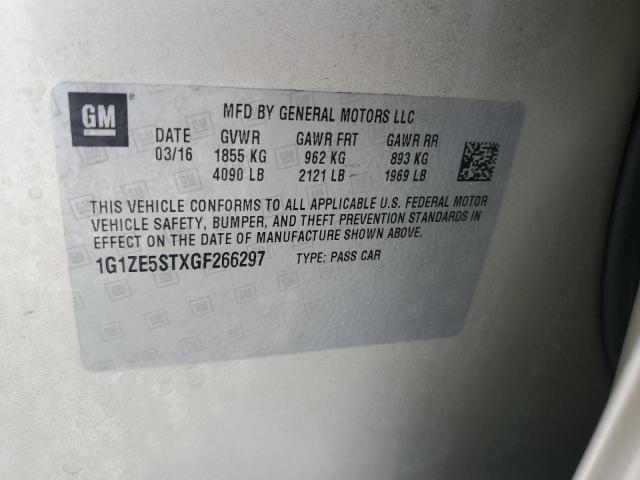 GM®
MFD BY GENERAL MOTORS LLC
DATE GVWR GAWR FRT GAWR RR
03/16 1855 KG 962 KG 893 KG
4090 LB 2121 LB 1969 LB
THIS VEHICLE CONFORMS TO ALL APPLICABLE U.S. FEDERAL MOTOR
VEHICLE SAFETY, BUMPER, AND THEFT PREVENTION STANDARDS IN
EFFECT ON THE DATE OF MANUFACTURE SHOWN ABOVE.
1G1ZE5STXGF266297 TYPE: PASS CAR